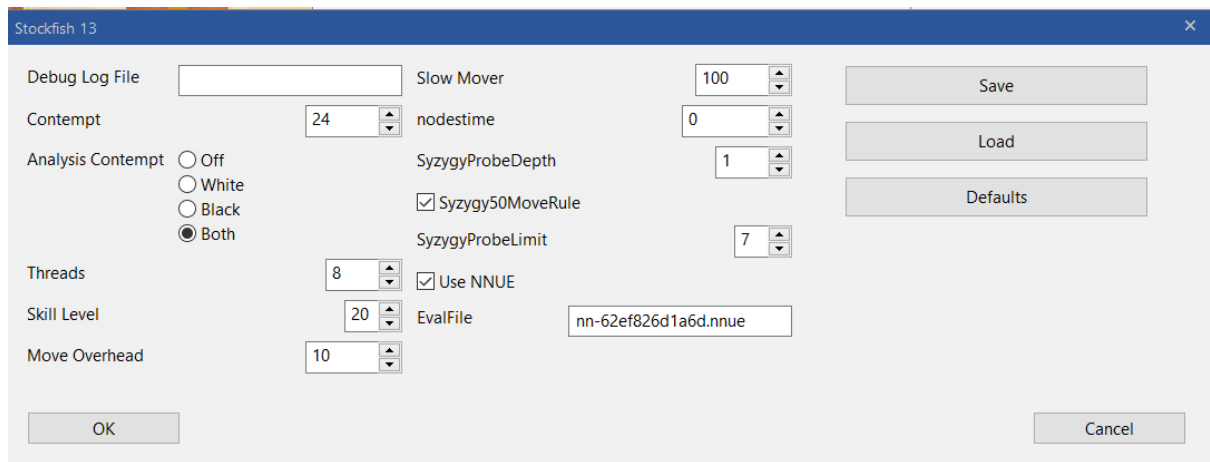 Stockfish 13
Debug Log File
Contempt 24
Analysis Contempt Off
White
Black
Both
Threads 8
Skill Level 20
Move Overhead 10
Slow Mover 100
nodestime 0
SyzygyProbeDepth 1
Syzygy50MoveRule
SyzygyProbeLimit 7
Use NNUE
EvalFile nn-62ef826d1a6d.nnue
Save
Load
Defaults
OK
Cancel